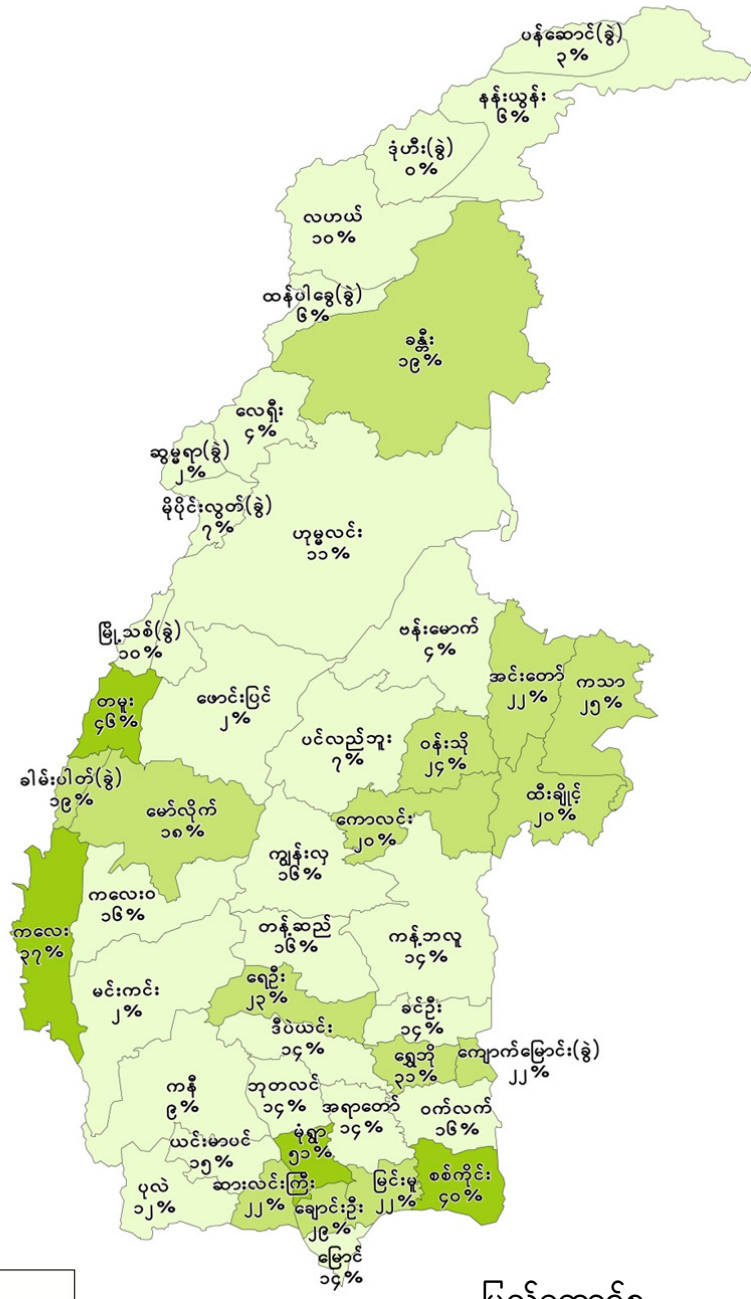 ပန်ဆောင်(ခွဲ)
၃%
နန်းယွန်း
၆%
ဒုံဟီး(ခွဲ)
၀%
လဟယ်
၁၀%
ထန်ပါခွေ(ခွဲ)
၆%
ခန္တီး
၁၉%
လေရှီး
၄%
ဆွမ္မရာ(ခွဲ)
၂%
မိုပိုင်းလွတ်(ခွဲ)
၇%
ဟုမ္မလင်း
၁၁%
မြို့သစ်(ခွဲ)
၁၀%
ဗန်းမောက်
၄%
အင်းတော်
၂၂%
ကသာ
၂၅%
တမူး
၄၆%
ဖောင်းပြင်
၂%
ပင်လည်ဘူး
၇%
ဝန်းသို
၂၄%
ခါမ်းပါတ်(ခွဲ)
၁၉%
မော်လိုက်
၁၈%
ထီးချိုင့်
၂၀%
ကောလင်း
၂၀%
ကျွန်းလှ
၁၆%
ကလေးဝ
၁၆%
ကလေး
၃၇%
တန့်ဆည်
၁၆%
ကန့်ဘလူ
၁၄%
မင်းကင်း
၂%
ရေဦး
၂၃%
ခင်ဦး
၁၄%
ဒီပဲယင်း
၁၄%
ရွှေဘို
၃၁%
ကျောက်မြောင်း(ခွဲ)
၂၂%
ကနီ
၉%
ဘုတလင်
၁၄%
အရာတော်
၁၄%
ဝက်လက်
၁၆%
မုံရွာ
၅၁%
ယင်းမာပင်
၁၅%
ပုလဲ
၁၂%
ဆားလင်းကြီး
၂၂%
ချောင်းဦး
၂၉%
မြင်းမူ
၂၂%
စစ်ကိုင်း
၄၀%
မြောင်
၁၄%